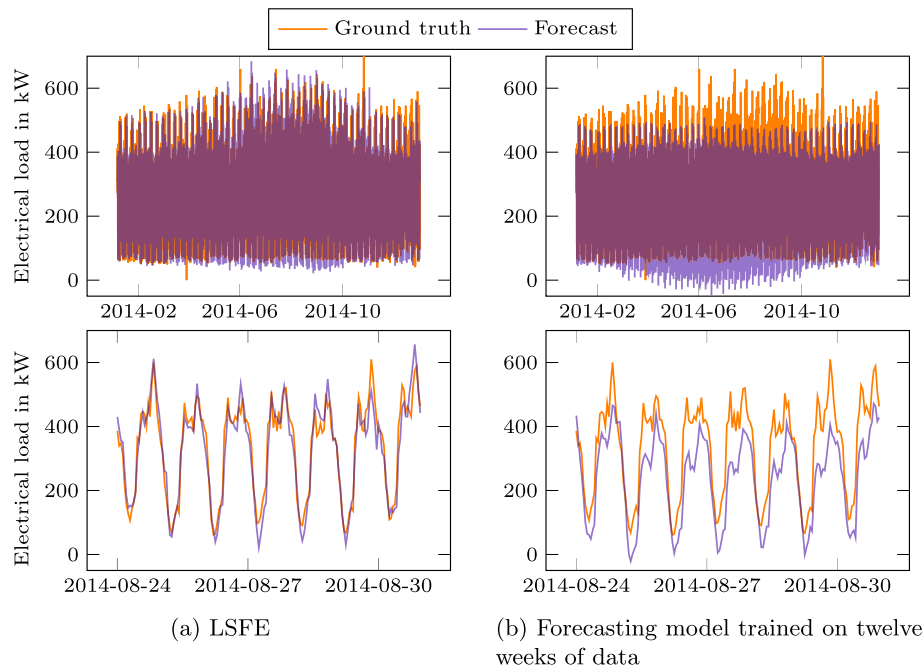 Ground truth Forecast
Electrical load in kW
600
400
200
0
2014-02 2014-06 2014-10
600
400
200
0
2014-02 2014-06 2014-10
Electrical load in kW
600
400
200
0
2014-08-24 2014-08-27 2014-08-30
600
400
200
0
2014-08-24 2014-08-27 2014-08-30
(a) LSFE
(b) Forecasting model trained on twelve
weeks of data